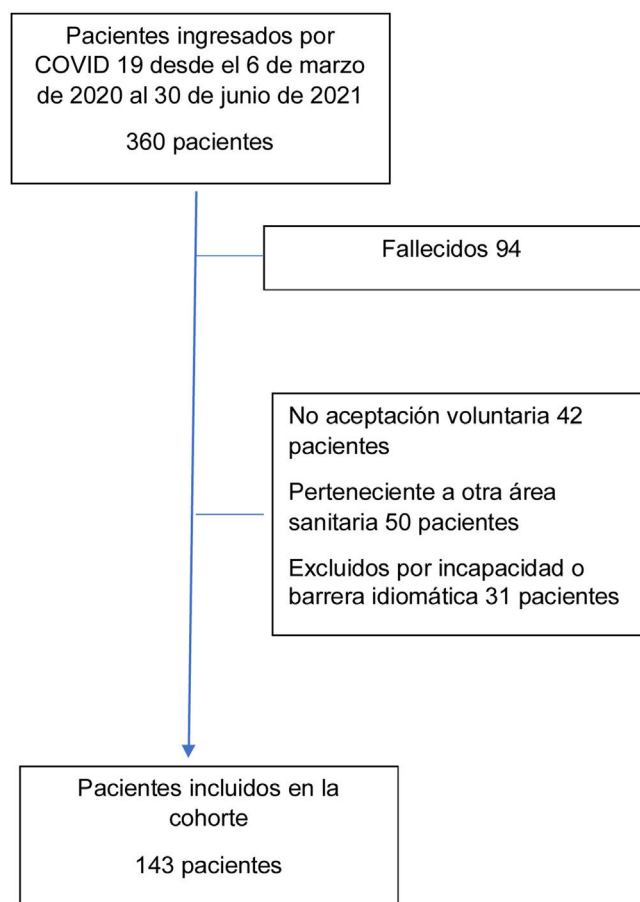 Pacientes ingresados por
COVID 19 desde el 6 de marzo
de 2020 al 30 de junio de 2021
360 pacientes
Fallecidos 94
No aceptación voluntaria 42
pacientes
Perteneciente a otra área
sanitaria 50 pacientes
Excluidos por incapacidad o
barrera idiomática 31 pacientes
Pacientes incluidos en la
cohorte
143 pacientes